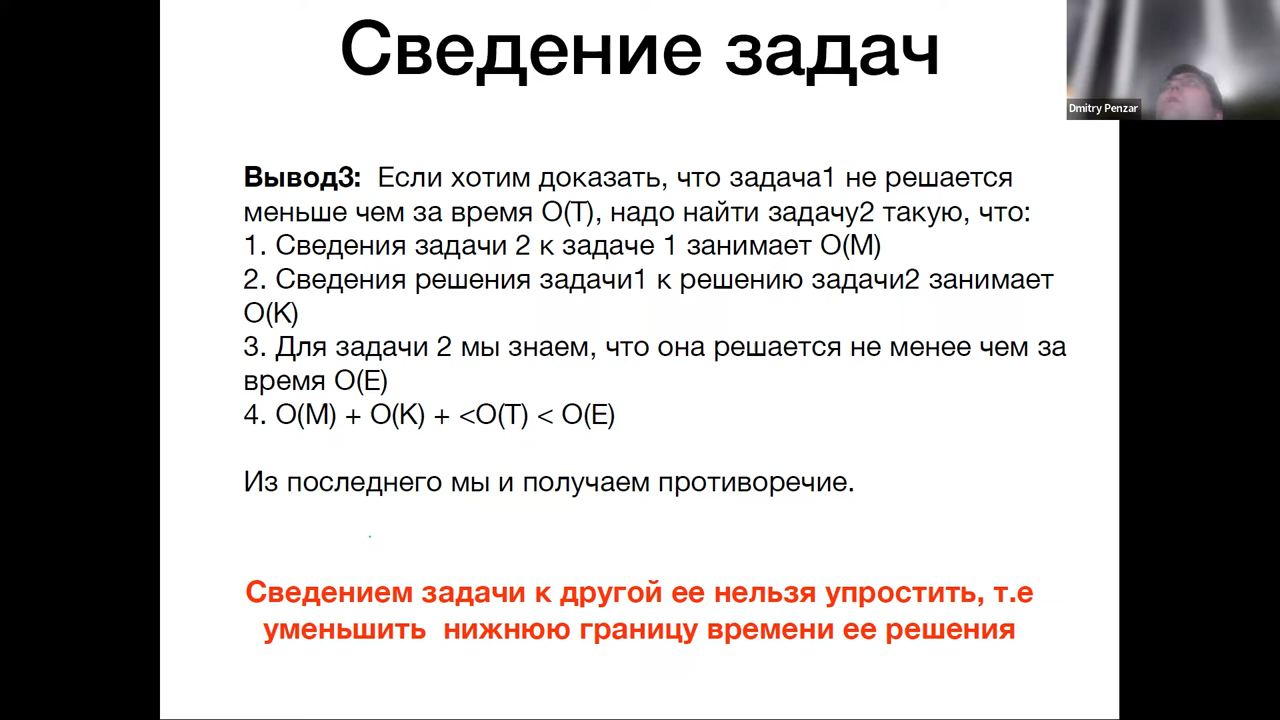 Сведение задач
Dmitry Penzar
Вывод3: Если хотим доказать, что задача1 не решается
меньше чем за время O(T), надо найти задачу2 такую, что:
1. Сведения задачи 2 к задаче 1 занимает O(M)
2. Сведения решения задачи1 к решению задачи2 занимает
O(K)
3. Для задачи 2 мы знаем, что она решается не менее чем за
время O(E)
4. O(M) + O(K) + <O(T) < O(E)
Из последнего мы и получаем противоречие.
Сведением задачи к другой ее нельзя упростить, т.е
уменьшить нижнюю границу времени ее решения